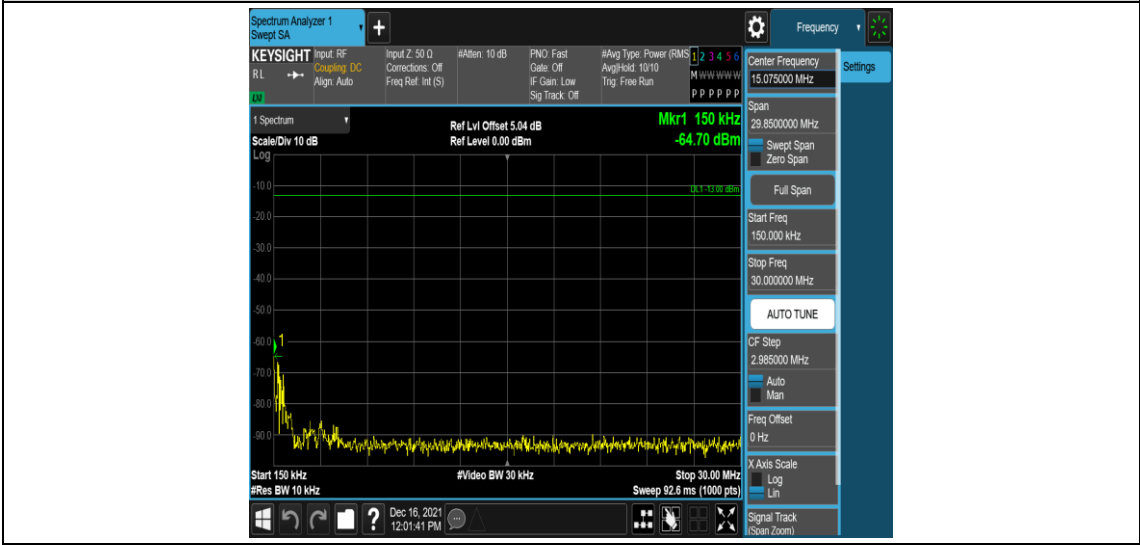 Spectrum Analyzer 1
Swept SA
+
Frequency
KEYSIGHT
RL
LM
Input: RF
Coupling: DC
Align: Auto
Input Z: 50 Ω
Corrections: Off
Freq Ref: Int (S)
#Atten: 10 dB
PNO: Fast
Gate: Off
IF Gain: Low
Sig Track: Off
#Avg Type: Power (RMS
Avg|Hold: 10/10
Trig: Free Run
1 2 3 4 5 6
M W W W W W
P P P P P P
1 Spectrum
Scale/Div 10 dB
Log
Ref Lvl Offset 5.04 dB
Ref Level 0.00 dBm
Mkr1 150 kHz
-64.70 dBm
DL1 -13.00 dBm
-10.0
-20.0
-30.0
-40.0
-50.0
-60.0
-70.0
-80.0
-90.0
1
Start 150 kHz
#Res BW 10 kHz
#Video BW 30 kHz
Stop 30.00 MHz
Sweep 92.6 ms (1000 pts)
?
Dec 16, 2021
12:01:41 PM
Center Frequency
15.075000 MHz
Span
29.8500000 MHz
Swept Span
Zero Span
Full Span
Start Freq
150.000 kHz
Stop Freq
30.000000 MHz
AUTO TUNE
CF Step
2.985000 MHz
Auto
Man
Freq Offset
0 Hz
X Axis Scale
Log
Lin
Signal Track
(Span Zoom)
Settings